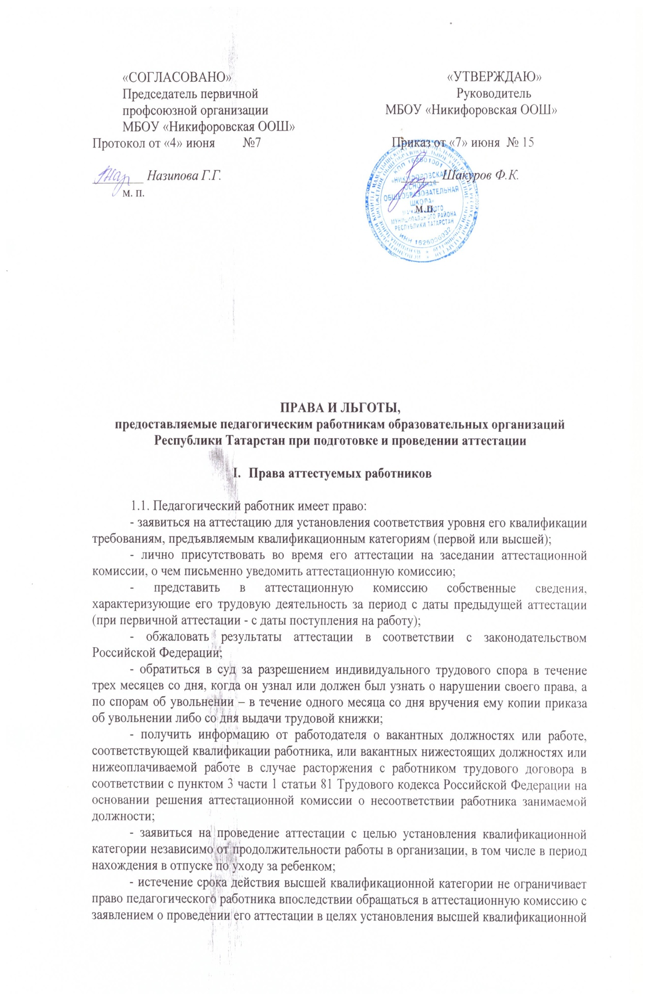 «СОГЛАСОВАНО»
Председатель первичной
профсоюзной организации
МБОУ «Никифоровская ООШ»
Протокол от «4» июня №7
Назипова Г.Г.
м. п.
«УТВЕРЖДАЮ»
Руководитель
МБОУ «Никифоровская ООШ»
Приказ от «7» июня № 15
Шакуров Ф.К.
м.п.
КПП 162601001
«НИКИФОРОВСКАЯ
ОСНОВНАЯ
ОБЩЕОБРАЗОВАТЕЛЬНАЯ
ШКОЛА»
МУНИЦИПАЛЬНОГО РАЙОНА
РЕСПУБЛИКИ ТАТАРСТАН
ИНН 1626006037
ПРАВА И ЛЬГОТЫ,
предоставляемые педагогическим работникам образовательных организаций
Республики Татарстан при подготовке и проведении аттестации
I. Права аттестуемых работников
1.1. Педагогический работник имеет право:
- заявиться на аттестацию для установления соответствия уровня его квалификации
требованиям, предъявляемым квалификационным категориям (первой или высшей);
- лично присутствовать во время его аттестации на заседании аттестационной
комиссии, о чем письменно уведомить аттестационную комиссию;
- представить в аттестационную комиссию собственные сведения,
характеризующие его трудовую деятельность за период с даты предыдущей аттестации
(при первичной аттестации - с даты поступления на работу);
- обжаловать результаты аттестации в соответствии с законодательством
Российской Федерации;
- обратиться в суд за разрешением индивидуального трудового спора в течение
трех месяцев со дня, когда он узнал или должен был узнать о нарушении своего права, а
по спорам об увольнении – в течение одного месяца со дня вручения ему копии приказа
об увольнении либо со дня выдачи трудовой книжки;
- получить информацию от работодателя о вакантных должностях или работе,
соответствующей квалификации работника, или вакантных нижестоящих должностях или
нижеоплачиваемой работе в случае расторжения с работником трудового договора в
соответствии с пунктом 3 части 1 статьи 81 Трудового кодекса Российской Федерации на
основании решения аттестационной комиссии о несоответствии работника занимаемой
должности;
- заявиться на проведение аттестации с целью установления квалификационной
категории независимо от продолжительности работы в организации, в том числе в период
нахождения в отпуске по уходу за ребенком;
- истечение срока действия высшей квалификационной категории не ограничивает
право педагогического работника впоследствии обращаться в аттестационную комиссию с
заявлением о проведении его аттестации в целях установления высшей квалификационной